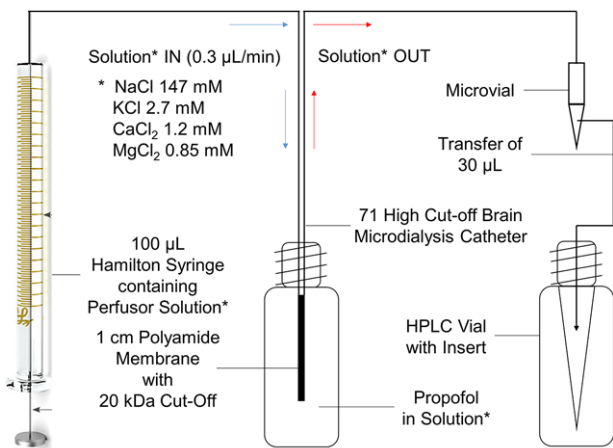 Solution* IN (0.3 µL/min)
* NaCl 147 mM
KCl 2.7 mM
CaCl₂ 1.2 mM
MgCl₂ 0.85 mM
Solution* OUT
Microvial
Transfer of
30 µL
71 High Cut-off Brain
Microdialysis Catheter
100 µL
Hamilton Syringe
containing
Perfusor Solution*
1 cm Polyamide
Membrane
with
20 kDa Cut-Off
HPLC Vial
with Insert
Propofol
in Solution*